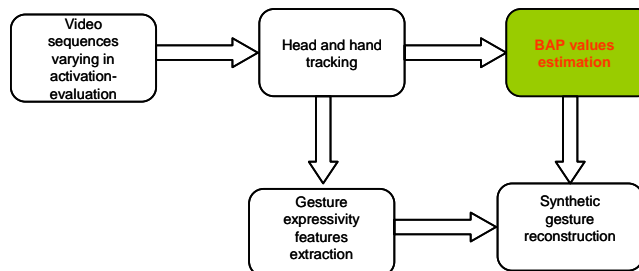 Video
sequences
varying in
activation-
evaluation
Head and hand
tracking
BAP values
estimation
Gesture
expressivity
features
extraction
Synthetic
gesture
reconstruction